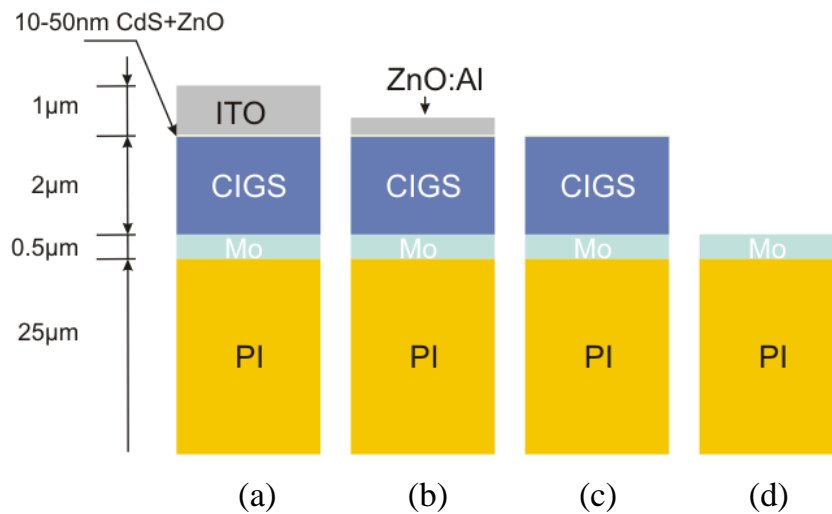 10-50nm CdS+ZnO
ZnO:Al
1µm
ITO
2µm
CIGS
CIGS
CIGS
0.5µm
Mo
Mo
Mo
Mo
25µm
PI
PI
PI
PI
(a)
(b)
(c)
(d)